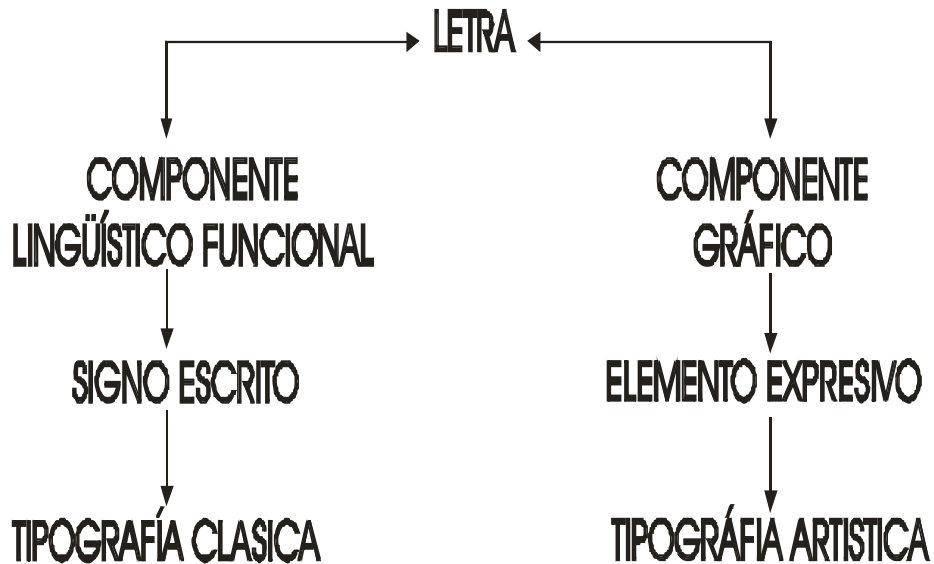 LETRA
COMPONENTE
LINGÜÍSTICO FUNCIONAL
SIGNO ESCRITO
TIPOGRAFÍA CLASICA
COMPONENTE
GRÁFICO
ELEMENTO EXPRESIVO
TIPOGRÁFIA ARTISTICA